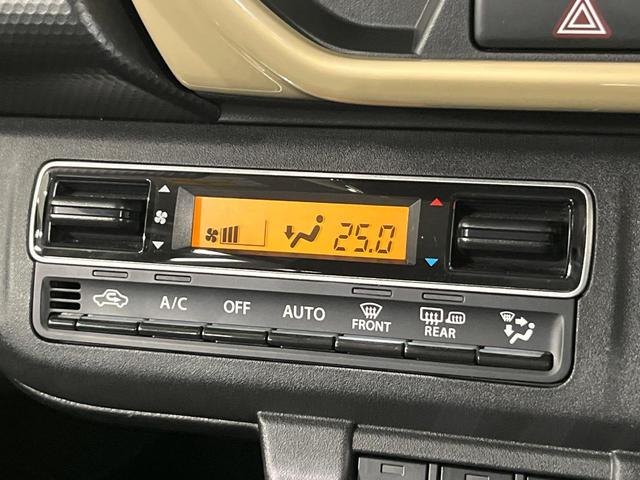 25.0
A/C OFF AUTO FRONT REAR